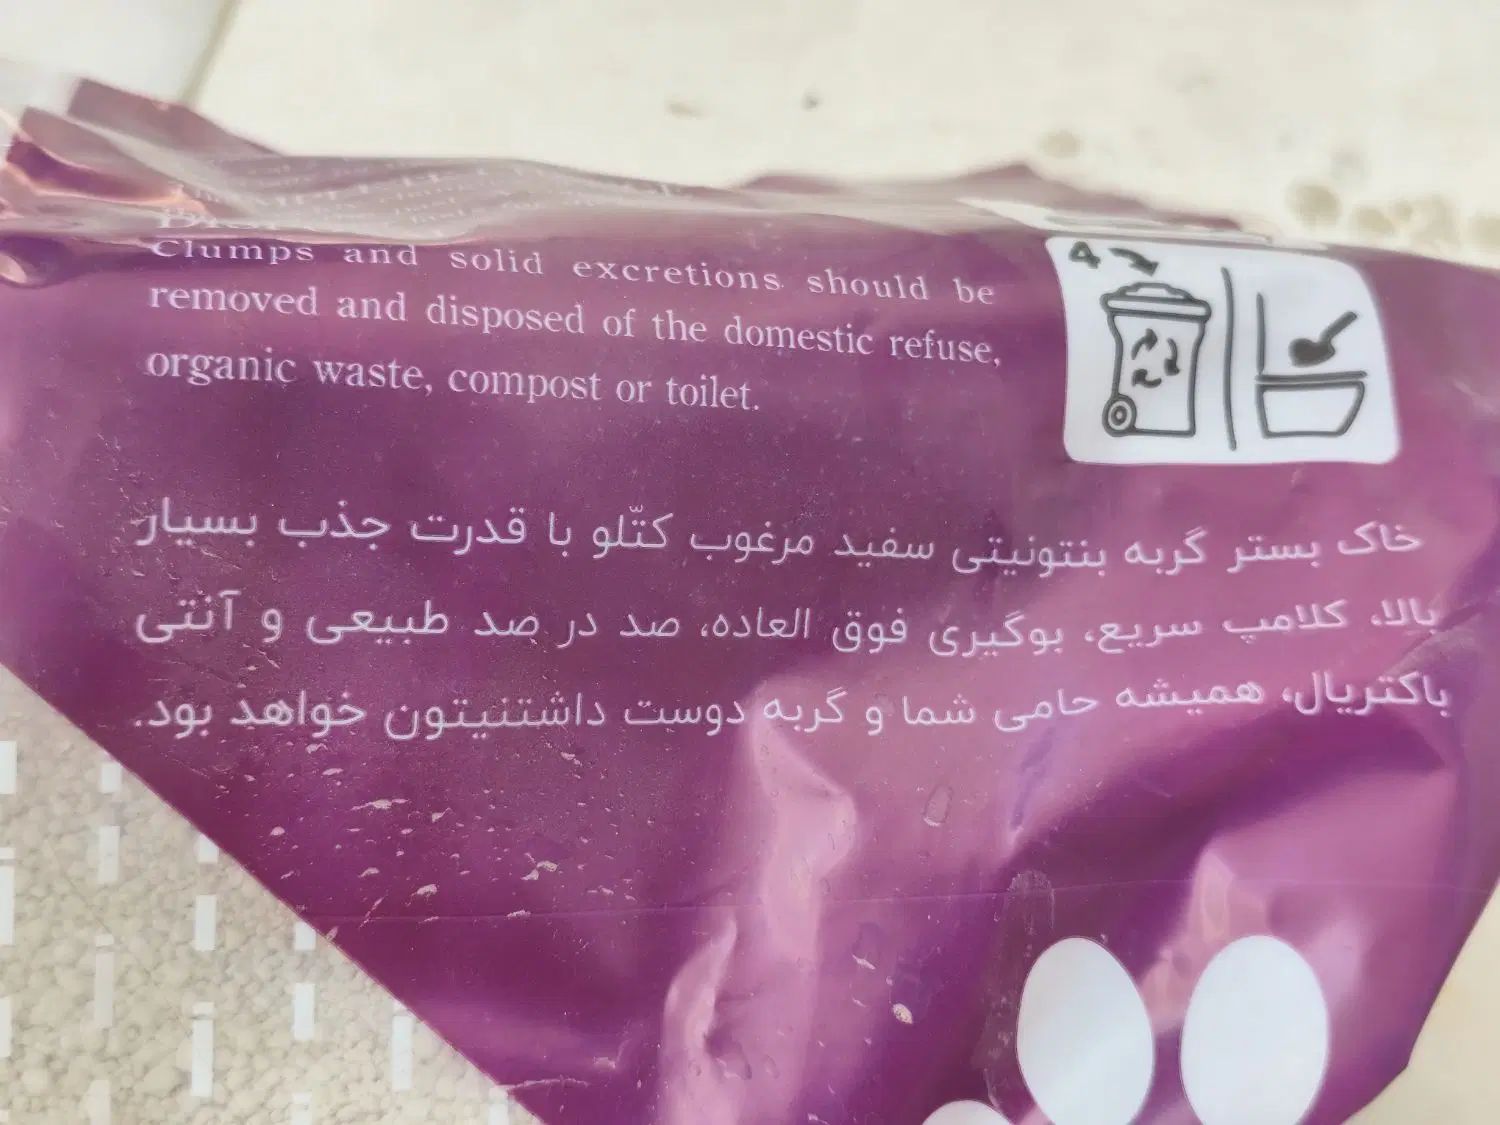 Clumps and solid excretions should be
removed and disposed of the domestic refuse,
organic waste, compost or toilet.
4
خاک بستر گربه بنتونیتی سفید مرغوب کتّلو با قدرت جذب بسیار
بالا، کلامپ سریع، بوگیری فوق العاده، صد در صد طبیعی و آنتی
باکتریال، همیشه حامی شما و گربه دوست داشتنیتون خواهد بود.